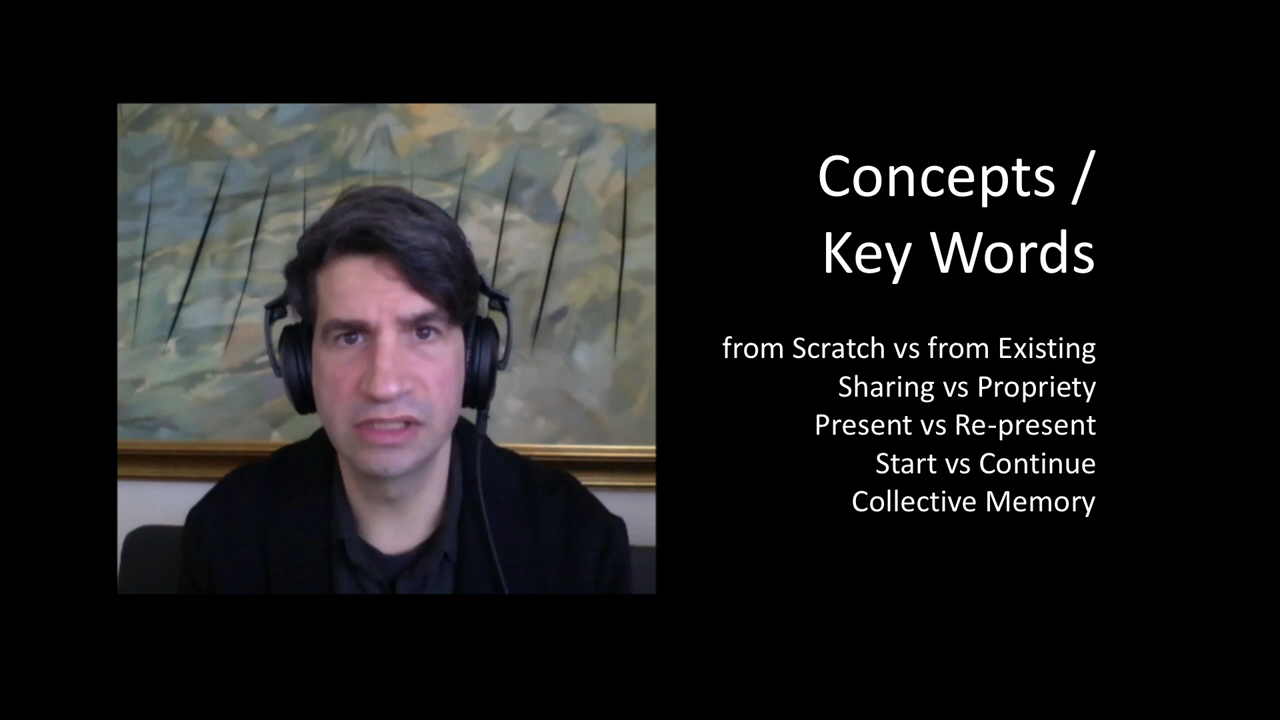 Concepts /
Key Words
from Scratch vs from Existing
Sharing vs Propriety
Present vs Re-present
Start vs Continue
Collective Memory